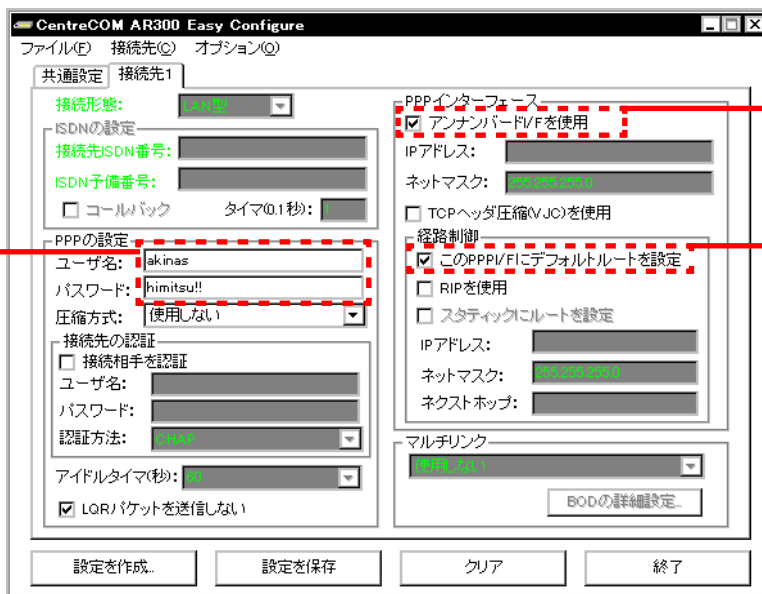 CentreCOM AR300 Easy Configure
ファイル(F) 接続先(C) オプション(O)
共通設定 接続先1
接続形態: LAN型
ISDNの設定
接続先ISDN番号:
ISDN予備番号:
コールバック タイマ(0.1秒): 1
PPPの設定
ユーザ名: akinas
パスワード: himitsu!!
圧縮方式: 使用しない
接続先の認証
接続相手を認証
ユーザ名:
パスワード:
認証方法: CHAP
アイドルタイマ(秒): 60
LQRパケットを送信しない
PPPインターフェース
アンナンバードI/Fを使用
IPアドレス:
ネットマスク: 255.255.255.0
TCPヘッダ圧縮(VJC)を使用
経路制御
このPPPI/Fにデフォルトルートを設定
RIPを使用
スタティックにルートを設定
IPアドレス:
ネットマスク: 255.255.255.0
ネクストホップ:
マルチリンク
使用しない
BODの詳細設定...
設定を作成... 設定を保存 クリア 終了